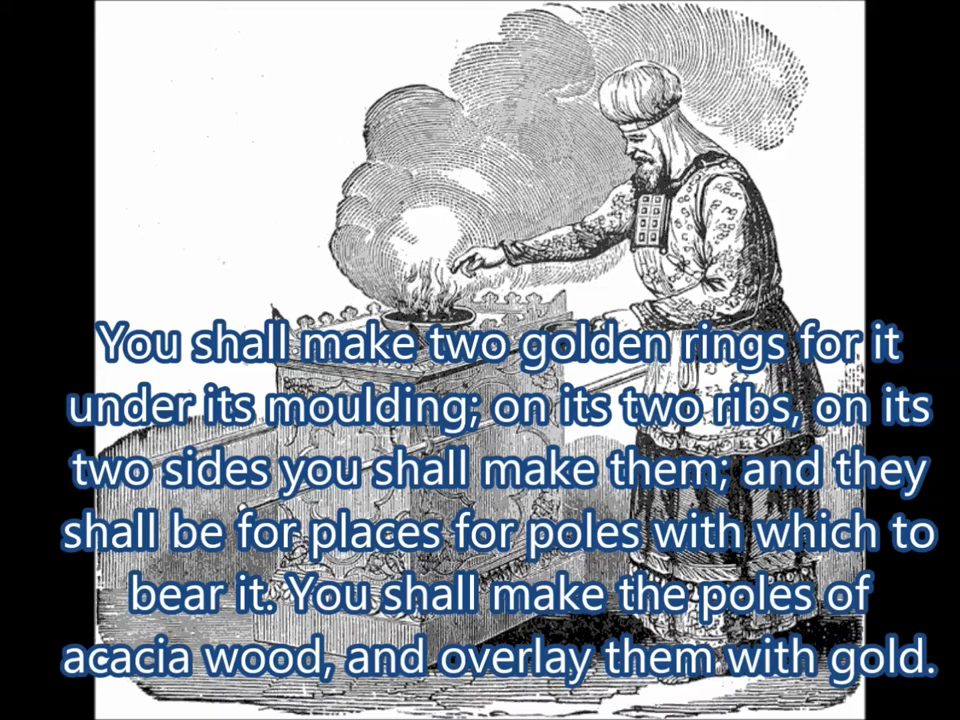 You shall make two golden rings for it
under its moulding; on its two ribs, on its
two sides you shall make them; and they
shall be for places for poles with which to
bear it. You shall make the poles of
acacia wood, and overlay them with gold.